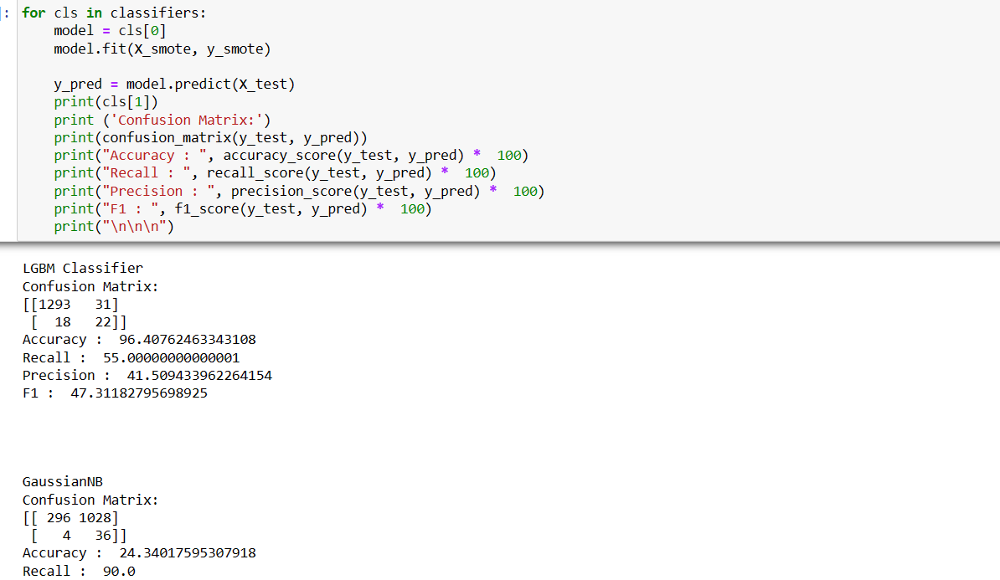 ]: for cls in classifiers:
    model = cls[0]
    model.fit(X_smote, y_smote)

    y_pred = model.predict(X_test)
    print(cls[1])
    print ('Confusion Matrix:')
    print(confusion_matrix(y_test, y_pred))
    print("Accuracy : ", accuracy_score(y_test, y_pred) *  100)
    print("Recall : ", recall_score(y_test, y_pred) *  100)
    print("Precision : ", precision_score(y_test, y_pred) *  100)
    print("F1 : ", f1_score(y_test, y_pred) *  100)
    print("\n\n\n")

LGBM Classifier
Confusion Matrix:
[[1293   31]
 [  18   22]]
Accuracy :  96.40762463343108
Recall :  55.00000000000001
Precision :  41.509433962264154
F1 :  47.31182795698925

GaussianNB
Confusion Matrix:
[[ 296 1028]
 [   4   36]]
Accuracy :  24.34017595307918
Recall :  90.0